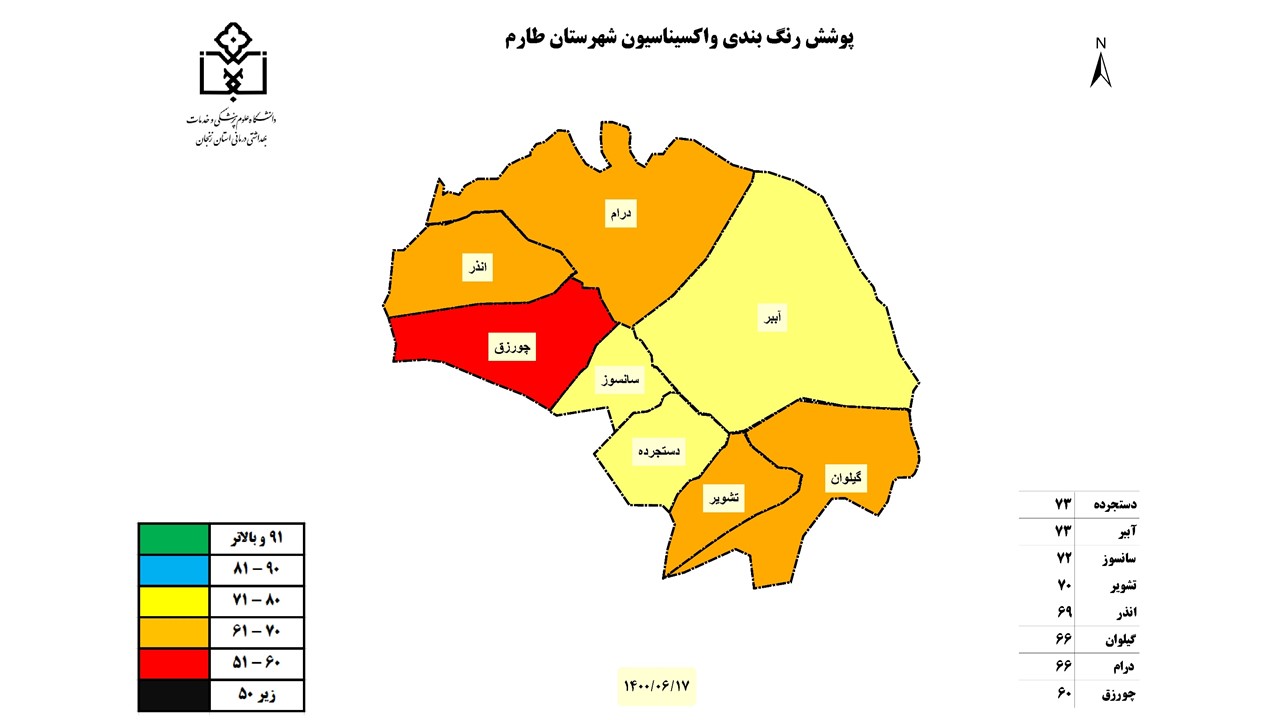 پوشش رنگ بندی واکسیناسیون شهرستان طارم
N
دانشگاه علوم پزشکی و خدمات
بهداشتی درمانی استان زنجان
درام
انذر
آببر
چورزق
سانسوز
دستجرده
گیلوان
تشویر
دستجرده ۷۳
آببر ۷۳
سانسوز ۷۲
تشویر ۷۰
انذر ۶۹
گیلوان ۶۶
درام ۶۶
چورزق ۶۰
۹۱ و بالاتر
۸۱ – ۹۰
۷۱ – ۸۰
۶۱ – ۷۰
۵۱ – ۶۰
زیر ۵۰
۱۴۰۰/۰۶/۱۷